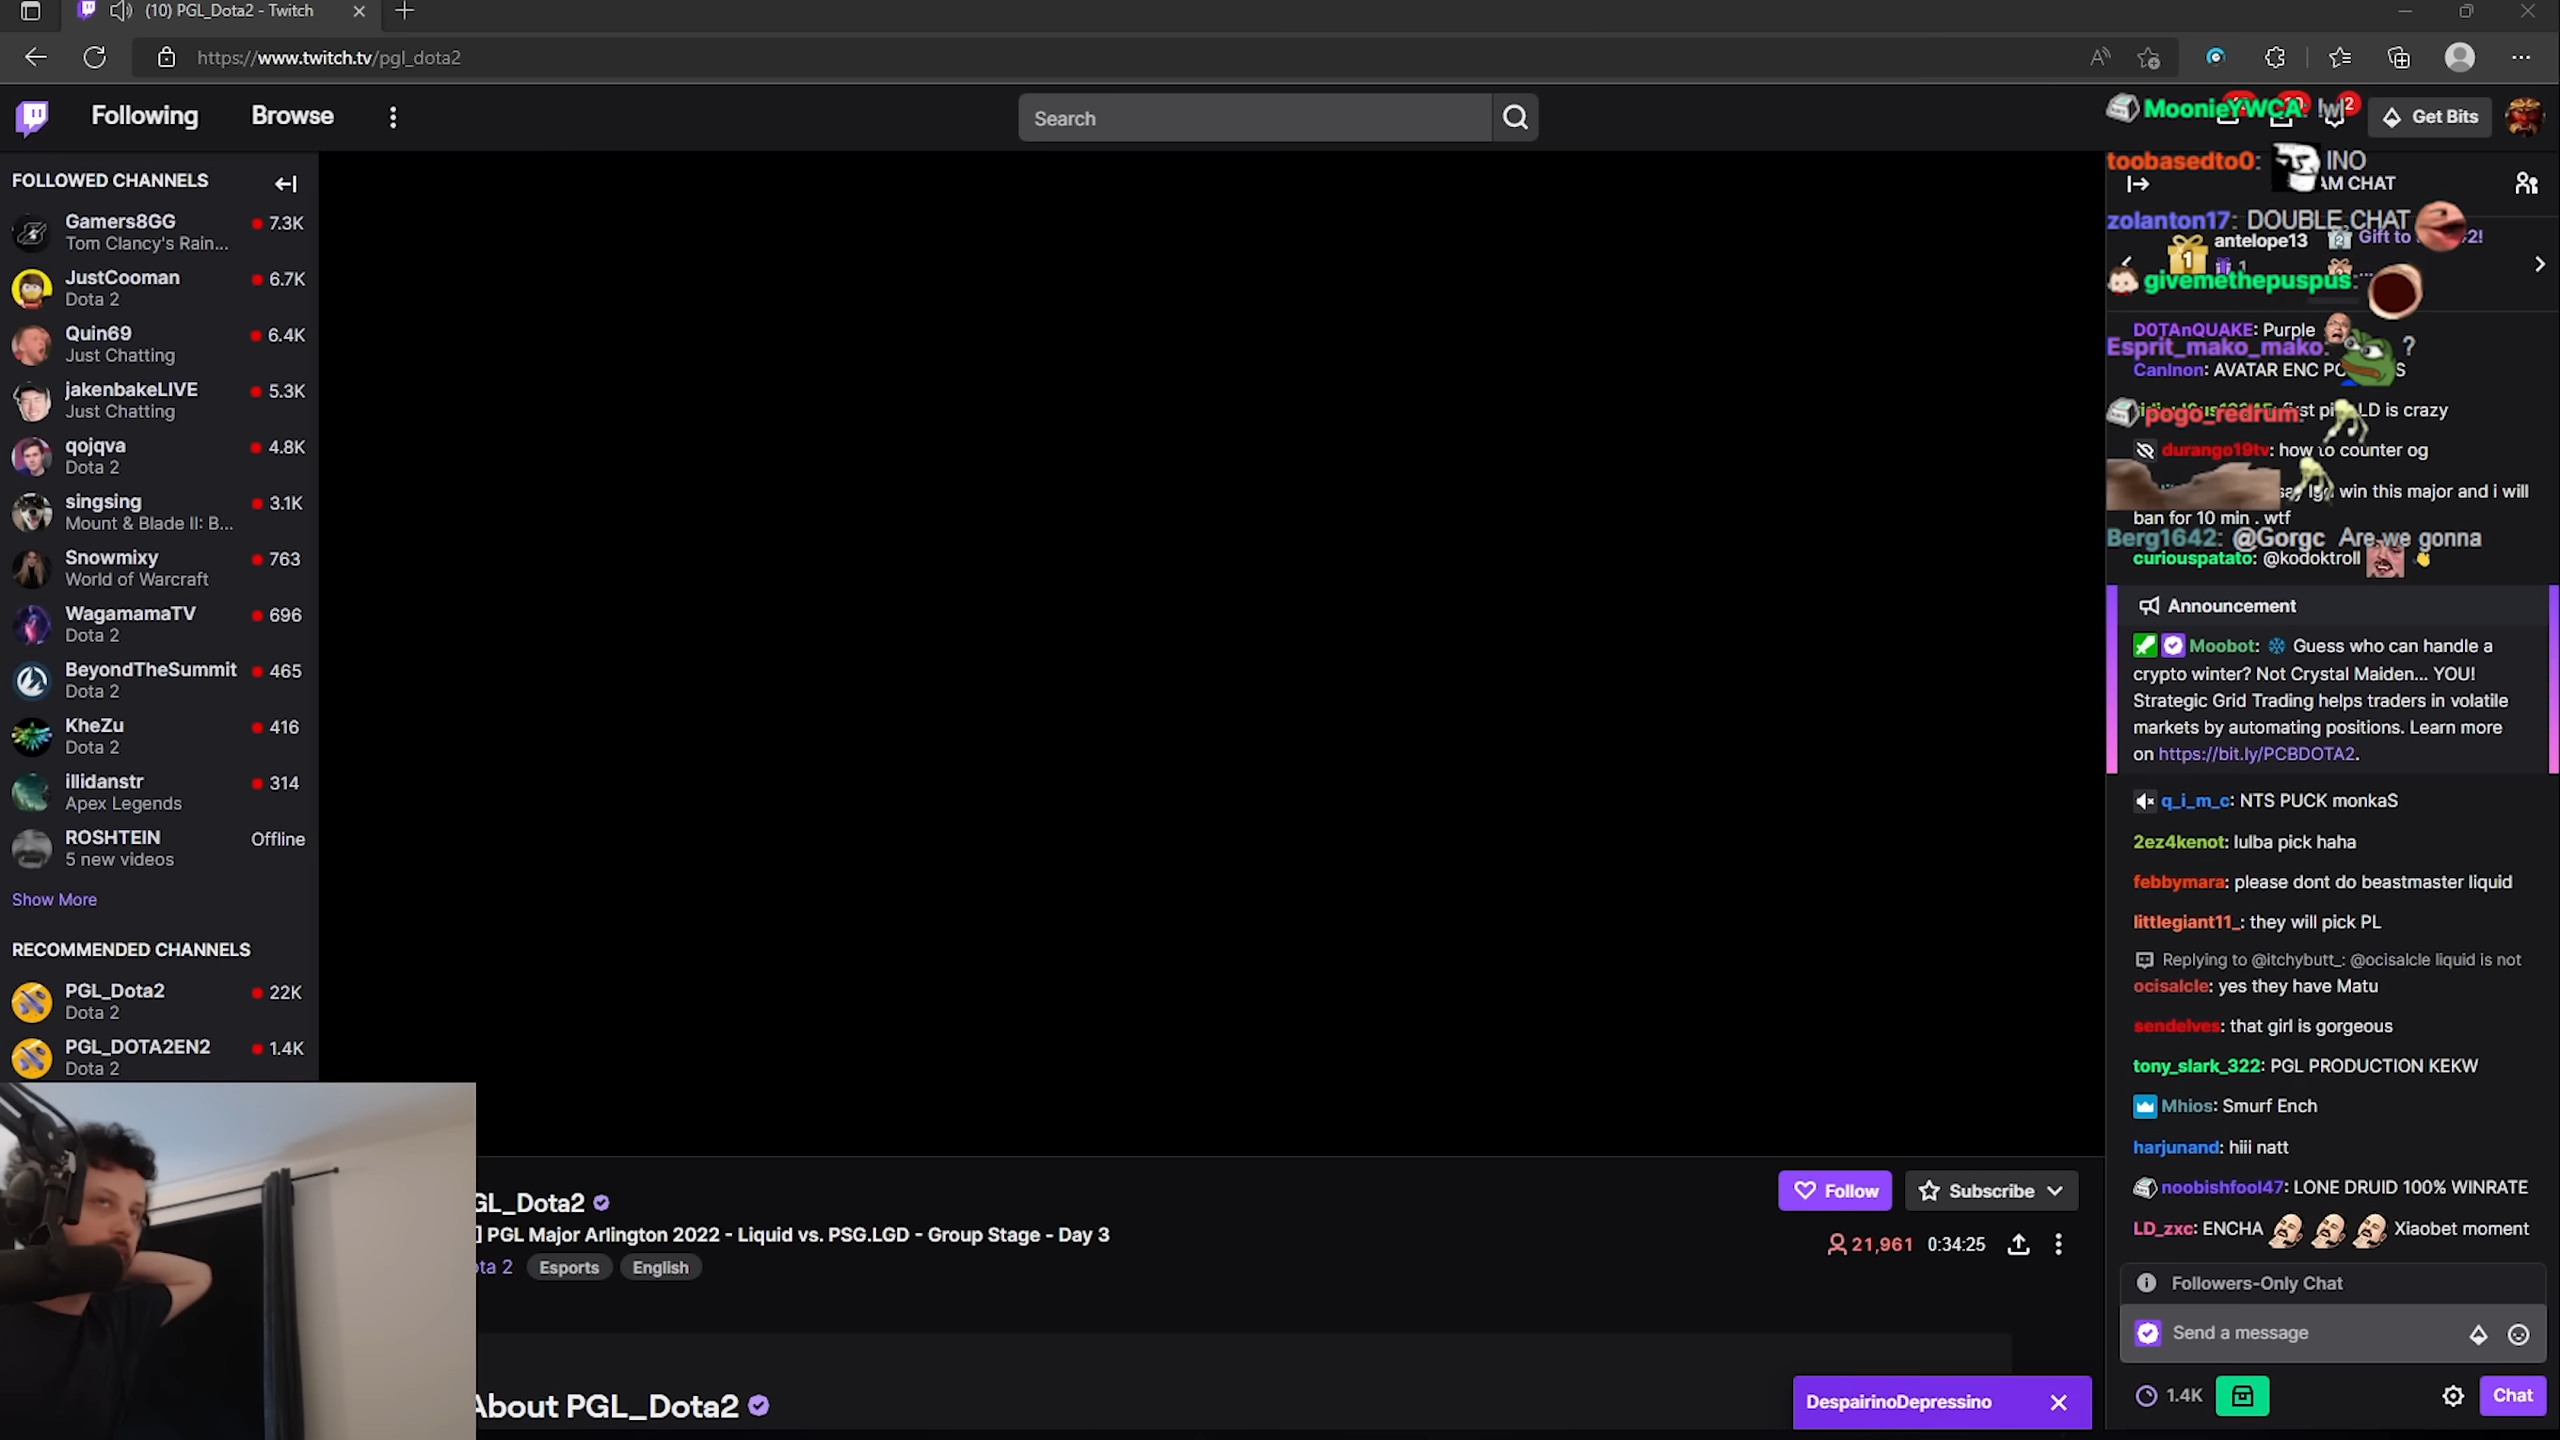 (10) PGL_Dota2 - Twitch
https://www.twitch.tv/pgl_dota2
Following
Browse
Search
Get Bits
FOLLOWED CHANNELS
Gamers8GG
7.3K
Tom Clancy's Rain...
JustCooman
6.7K
Dota 2
Quin69
6.4K
Just Chatting
jakenbakeLIVE
5.3K
Just Chatting
qojqva
4.8K
Dota 2
singsing
3.1K
Mount & Blade II: B...
Snowmixy
763
World of Warcraft
WagamamaTV
696
Dota 2
BeyondTheSummit
465
Dota 2
KheZu
416
Dota 2
illidanstr
314
Apex Legends
ROSHTEIN
Offline
5 new videos
Show More
RECOMMENDED CHANNELS
PGL_Dota2
22K
Dota 2
PGL_DOTA2EN2
1.4K
Dota 2
GL_Dota2
] PGL Major Arlington 2022 - Liquid vs. PSG.LGD - Group Stage - Day 3
ota 2
Esports
English
Follow
Subscribe
21,961
0:34:25
About PGL_Dota2
DespairinoDepressino
MoonieYWCA:
2
toobasedto0: INO
AM CHAT
zolanton17: DOUBLE CHAT
antelope13
Gift to
2!
1
1
givemethepuspus:
D0TAnQUAKE: Purple
Esprit_mako_mako: ?
CanInon: AVATAR ENC PO
S
pogo_redrum:
LD is crazy
durango19tv: how to counter og
win this major and i will
ban for 10 min . wtf
Berg1642: @Gorgc Are we gonna
curiouspatato: @kodoktroll
Announcement
Moobot: Guess who can handle a
crypto winter? Not Crystal Maiden... YOU!
Strategic Grid Trading helps traders in volatile
markets by automating positions. Learn more
on https://bit.ly/PCBDOTA2.
q_i_m_c: NTS PUCK monkaS
2ez4kenot: lulba pick haha
febbymara: please dont do beastmaster liquid
littlegiant11_: they will pick PL
Replying to @itchybutt_: @ocisalcle liquid is not
ocisalcle: yes they have Matu
sendelves: that girl is gorgeous
tony_slark_322: PGL PRODUCTION KEKW
Mhios: Smurf Ench
harjunand: hiii natt
noobishfool47: LONE DRUID 100% WINRATE
LD_zxc: ENCHA Xiaobet moment
Followers-Only Chat
Send a message
1.4K
Chat